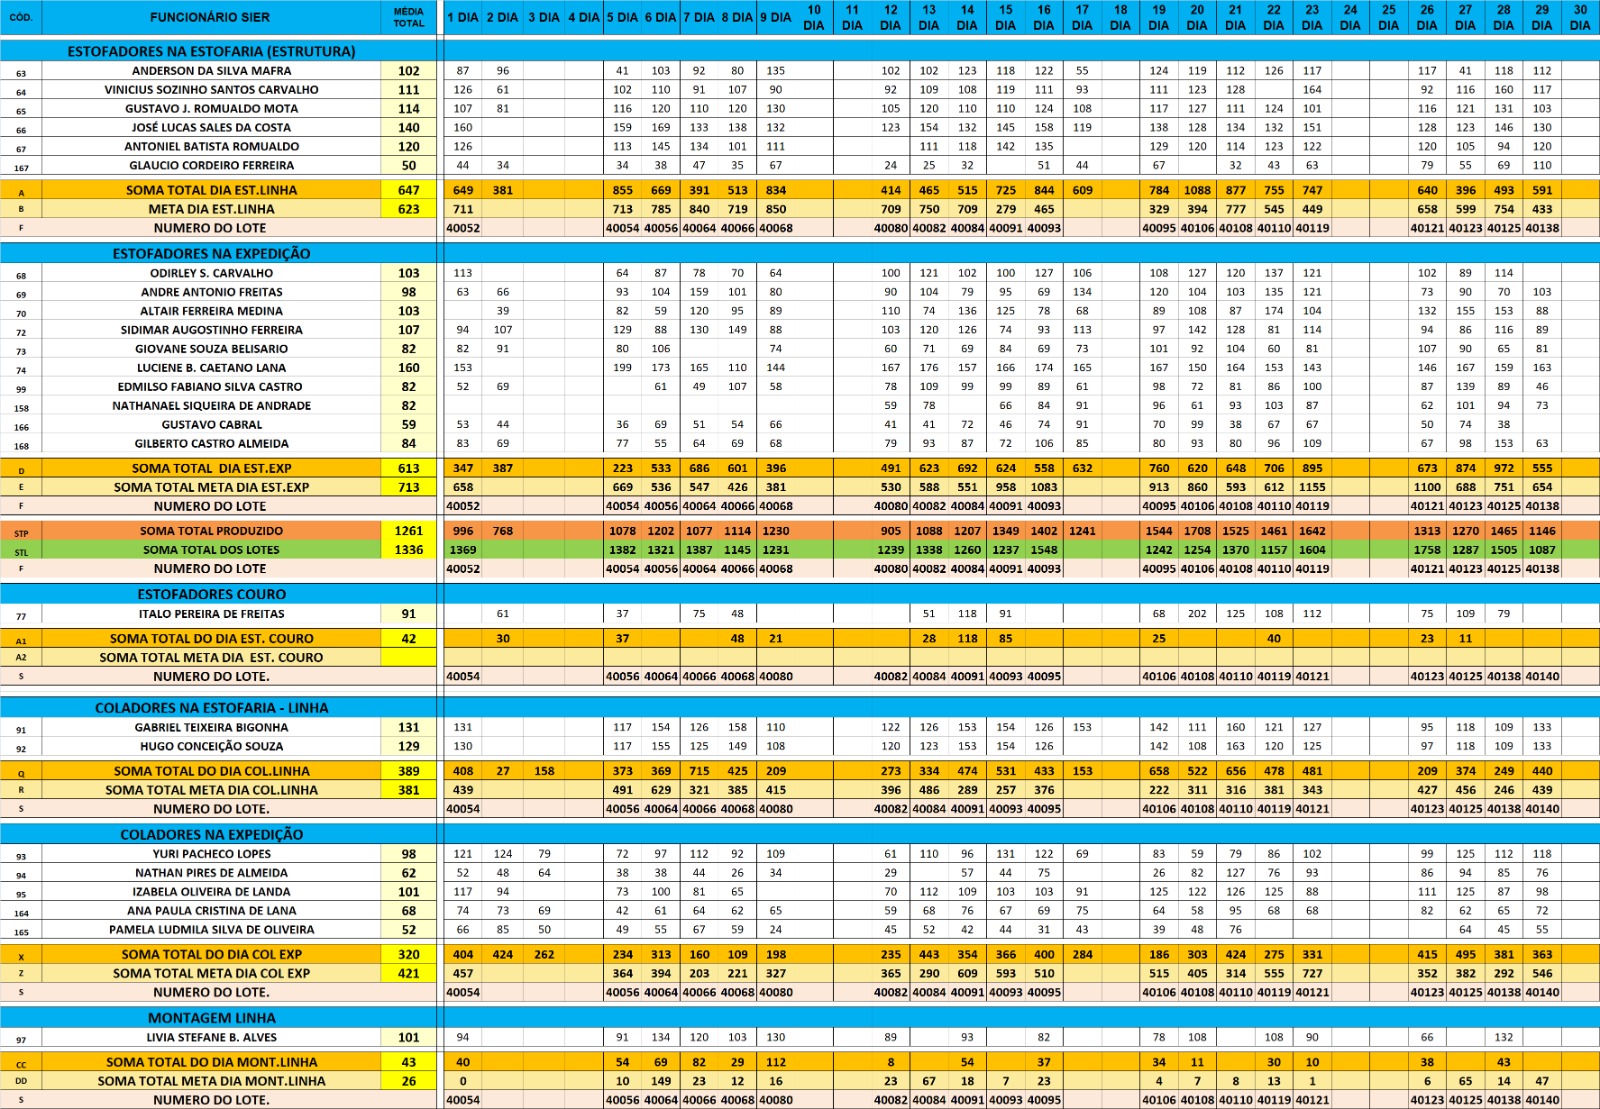 CÓD. FUNCIONÁRIO SIER MÉDIA TOTAL 1 DIA 2 DIA 3 DIA 4 DIA 5 DIA 6 DIA 7 DIA 8 DIA 9 DIA 10 DIA 11 DIA 12 DIA 13 DIA 14 DIA 15 DIA 16 DIA 17 DIA 18 DIA 19 DIA 20 DIA 21 DIA 22 DIA 23 DIA 24 DIA 25 DIA 26 DIA 27 DIA 28 DIA 29 DIA 30 DIA
ESTOFADORES NA ESTOFARIA (ESTRUTURA)
63 ANDERSON DA SILVA MAFRA 102 87 96 41 103 92 80 135 102 102 123 118 122 55 124 119 112 126 117 117 41 118 112
64 VINICIUS SOZINHO SANTOS CARVALHO 111 126 61 102 110 91 107 90 92 109 108 119 111 93 111 123 128 164 92 116 160 117
65 GUSTAVO J. ROMUALDO MOTA 114 107 81 116 120 110 120 130 105 120 110 110 124 108 117 127 111 124 101 116 121 131 103
66 JOSÉ LUCAS SALES DA COSTA 140 160 159 169 133 138 132 123 154 132 145 158 119 138 128 134 132 151 128 123 146 130
67 ANTONIEL BATISTA ROMUALDO 120 126 113 145 134 101 111 111 118 142 135 129 120 114 123 122 120 105 94 120
167 GLAUCIO CORDEIRO FERREIRA 50 44 34 34 38 47 35 67 24 25 32 51 44 67 32 43 63 79 55 69 110
A SOMA TOTAL DIA EST.LINHA 647 649 381 855 669 391 513 834 414 465 515 725 844 609 784 1088 877 755 747 640 396 493 591
B META DIA EST.LINHA 623 711 713 785 840 719 850 709 750 709 279 465 329 394 777 545 449 658 599 754 433
F NUMERO DO LOTE 40052 40054 40056 40064 40066 40068 40080 40082 40084 40091 40093 40095 40106 40108 40110 40119 40121 40123 40125 40138
ESTOFADORES NA EXPEDIÇÃO
68 ODIRLEY S. CARVALHO 103 113 64 87 78 70 64 100 121 102 100 127 106 108 127 120 137 121 102 89 114
69 ANDRE ANTONIO FREITAS 98 63 66 93 104 159 101 80 90 104 79 95 69 134 120 104 103 135 121 73 90 70 103
70 ALTAIR FERREIRA MEDINA 103 39 82 59 120 95 89 110 74 136 125 78 68 89 108 87 174 104 132 155 153 88
72 SIDIMAR AUGOSTINHO FERREIRA 107 94 107 129 88 130 149 88 103 120 126 74 93 113 97 142 128 81 114 94 86 116 89
73 GIOVANE SOUZA BELISARIO 82 82 91 80 106 74 60 71 69 84 69 73 101 92 104 60 81 107 90 65 81
74 LUCIENE B. CAETANO LANA 160 153 199 173 165 110 144 167 176 157 166 174 165 167 150 164 153 143 146 167 159 163
99 EDMILSO FABIANO SILVA CASTRO 82 52 69 61 49 107 58 78 109 99 99 89 61 98 72 81 86 100 87 139 89 46
158 NATHANAEL SIQUEIRA DE ANDRADE 82 59 78 66 84 91 96 61 93 103 87 62 101 94 73
166 GUSTAVO CABRAL 59 53 44 36 69 51 54 66 41 41 72 46 74 91 70 99 38 67 67 50 74 38
168 GILBERTO CASTRO ALMEIDA 84 83 69 77 55 64 69 68 79 93 87 72 106 85 80 93 80 96 109 67 98 153 63
D SOMA TOTAL DIA EST.EXP 613 347 387 223 533 686 601 396 491 623 692 624 558 632 760 620 648 706 895 673 874 972 555
E SOMA TOTAL META DIA EST.EXP 713 658 669 536 547 426 381 530 588 551 958 1083 913 860 593 612 1155 1100 688 751 654
F NUMERO DO LOTE 40052 40054 40056 40064 40066 40068 40080 40082 40084 40091 40093 40095 40106 40108 40110 40119 40121 40123 40125 40138
STP SOMA TOTAL PRODUZIDO 1261 996 768 1078 1202 1077 1114 1230 905 1088 1207 1349 1402 1241 1544 1708 1525 1461 1642 1313 1270 1465 1146
STL SOMA TOTAL DOS LOTES 1336 1369 1382 1321 1387 1145 1231 1239 1338 1260 1237 1548 1242 1254 1370 1157 1604 1758 1287 1505 1087
F NUMERO DO LOTE 40052 40054 40056 40064 40066 40068 40080 40082 40084 40091 40093 40095 40106 40108 40110 40119 40121 40123 40125 40138
ESTOFADORES COURO
77 ITALO PEREIRA DE FREITAS 91 61 37 75 48 51 118 91 68 202 125 108 112 75 109 79
A1 SOMA TOTAL DO DIA EST. COURO 42 30 37 48 21 28 118 85 25 40 23 11
A2 SOMA TOTAL META DIA EST. COURO
S NUMERO DO LOTE. 40054 40056 40064 40066 40068 40080 40082 40084 40091 40093 40095 40106 40108 40110 40119 40121 40123 40125 40138 40140
COLADORES NA ESTOFARIA - LINHA
91 GABRIEL TEIXEIRA BIGONHA 131 131 117 154 126 158 110 122 126 153 154 126 153 142 111 160 121 127 95 118 109 133
92 HUGO CONCEIÇÃO SOUZA 129 130 117 155 125 149 108 120 123 153 154 126 142 108 163 120 125 97 118 109 133
Q SOMA TOTAL DO DIA COL.LINHA 389 408 27 158 373 369 715 425 209 273 334 474 531 433 153 658 522 656 478 481 209 374 249 440
R SOMA TOTAL META DIA COL.LINHA 381 439 491 629 321 385 415 396 486 289 257 376 222 311 316 381 343 427 456 246 439
S NUMERO DO LOTE. 40054 40056 40064 40066 40068 40080 40082 40084 40091 40093 40095 40106 40108 40110 40119 40121 40123 40125 40138 40140
COLADORES NA EXPEDIÇÃO
93 YURI PACHECO LOPES 98 121 124 79 72 97 112 92 109 61 110 96 131 122 69 83 59 79 86 102 99 125 112 118
94 NATHAN PIRES DE ALMEIDA 62 52 48 64 38 38 44 26 34 29 57 44 75 26 82 127 76 93 86 94 85 76
95 IZABELA OLIVEIRA DE LANDA 101 117 94 73 100 81 65 70 112 109 103 103 91 125 122 126 125 88 111 125 87 98
164 ANA PAULA CRISTINA DE LANA 68 74 73 69 42 61 64 62 65 59 68 76 67 69 75 64 58 95 68 68 82 62 65 72
165 PAMELA LUDMILA SILVA DE OLIVEIRA 52 66 85 50 49 55 67 59 24 45 52 42 44 31 43 39 48 76 64 45 55
X SOMA TOTAL DO DIA COL EXP 320 404 424 262 234 313 160 109 198 235 443 354 366 400 284 186 303 424 275 331 415 495 381 363
Z SOMA TOTAL META DIA COL EXP 421 457 364 394 203 221 327 365 290 609 593 510 515 405 314 555 727 352 382 292 546
S NUMERO DO LOTE. 40054 40056 40064 40066 40068 40080 40082 40084 40091 40093 40095 40106 40108 40110 40119 40121 40123 40125 40138 40140
MONTAGEM LINHA
97 LIVIA STEFANE B. ALVES 101 94 91 134 120 103 130 89 93 82 78 108 108 90 66 132
CC SOMA TOTAL DO DIA MONT.LINHA 43 40 54 69 82 29 112 8 54 37 34 11 30 10 38 43
DD SOMA TOTAL META DIA MONT.LINHA 26 0 10 149 23 12 16 23 67 18 7 23 4 7 8 13 1 6 65 14 47
S NUMERO DO LOTE. 40054 40056 40064 40066 40068 40080 40082 40084 40091 40093 40095 40106 40108 40110 40119 40121 40123 40125 40138 40140